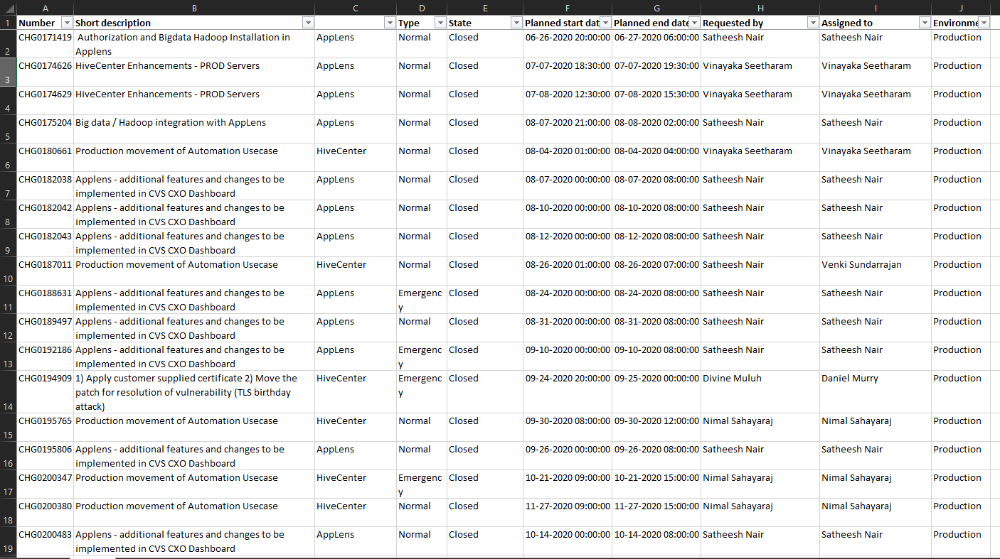 A B C D E F G H I J
1 Number Short description Type State Planned start dat Planned end date Requested by Assigned to Environme
CHG0171419 Authorization and Bigdata Hadoop Installation in AppLens Normal Closed 06-26-2020 20:00:00 06-27-2020 06:00:00 Satheesh Nair Satheesh Nair Production
2 Applens
CHG0174626 HiveCenter Enhancements - PROD Servers AppLens Normal Closed 07-07-2020 18:30:00 07-07-2020 19:30:00 Vinayaka Seetharam Vinayaka Seetharam Production
3
CHG0174629 HiveCenter Enhancements - PROD Servers AppLens Normal Closed 07-08-2020 12:30:00 07-08-2020 15:30:00 Vinayaka Seetharam Vinayaka Seetharam Production
4
CHG0175204 Big data / Hadoop integration with AppLens AppLens Normal Closed 08-07-2020 21:00:00 08-08-2020 02:00:00 Satheesh Nair Satheesh Nair Production
5
CHG0180661 Production movement of Automation Usecase HiveCenter Normal Closed 08-04-2020 01:00:00 08-04-2020 04:00:00 Vinayaka Seetharam Vinayaka Seetharam Production
6
CHG0182038 Applens - additional features and changes to be AppLens Normal Closed 08-07-2020 00:00:00 08-07-2020 08:00:00 Satheesh Nair Satheesh Nair Production
7 implemented in CVS CXO Dashboard
CHG0182042 Applens - additional features and changes to be AppLens Normal Closed 08-10-2020 00:00:00 08-10-2020 08:00:00 Satheesh Nair Satheesh Nair Production
8 implemented in CVS CXO Dashboard
CHG0182043 Applens - additional features and changes to be AppLens Normal Closed 08-12-2020 00:00:00 08-12-2020 08:00:00 Satheesh Nair Satheesh Nair Production
9 implemented in CVS CXO Dashboard
CHG0187011 Production movement of Automation Usecase HiveCenter Normal Closed 08-26-2020 01:00:00 08-26-2020 07:00:00 Satheesh Nair Venki Sundarrajan Production
10
CHG0188631 Applens - additional features and changes to be AppLens Emergenc Closed 08-24-2020 00:00:00 08-24-2020 08:00:00 Satheesh Nair Satheesh Nair Production
11 implemented in CVS CXO Dashboard y
CHG0189497 Applens - additional features and changes to be AppLens Normal Closed 08-31-2020 00:00:00 08-31-2020 08:00:00 Satheesh Nair Satheesh Nair Production
12 implemented in CVS CXO Dashboard
CHG0192186 Applens - additional features and changes to be AppLens Emergenc Closed 09-10-2020 00:00:00 09-10-2020 08:00:00 Satheesh Nair Satheesh Nair Production
13 implemented in CVS CXO Dashboard y
CHG0194909 1) Apply customer supplied certificate 2) Move the HiveCenter Emergenc Closed 09-24-2020 20:00:00 09-25-2020 00:00:00 Divine Muluh Daniel Murry Production
patch for resolution of vulnerability (TLS birthday y
14 attack)
CHG0195765 Production movement of Automation Usecase HiveCenter Normal Closed 09-30-2020 08:00:00 09-30-2020 12:00:00 Nimal Sahayaraj Nimal Sahayaraj Production
15
CHG0195806 Applens - additional features and changes to be AppLens Normal Closed 09-26-2020 00:00:00 09-26-2020 08:00:00 Satheesh Nair Satheesh Nair Production
16 implemented in CVS CXO Dashboard
CHG0200347 Production movement of Automation Usecase HiveCenter Emergenc Closed 10-21-2020 09:00:00 10-21-2020 15:00:00 Nimal Sahayaraj Nimal Sahayaraj Production
17 y
CHG0200380 Production movement of Automation Usecase HiveCenter Normal Closed 11-27-2020 09:00:00 11-27-2020 15:00:00 Nimal Sahayaraj Nimal Sahayaraj Production
18
CHG0200483 Applens - additional features and changes to be AppLens Normal Closed 10-14-2020 00:00:00 10-14-2020 08:00:00 Satheesh Nair Satheesh Nair Production
19 implemented in CVS CXO Dashboard